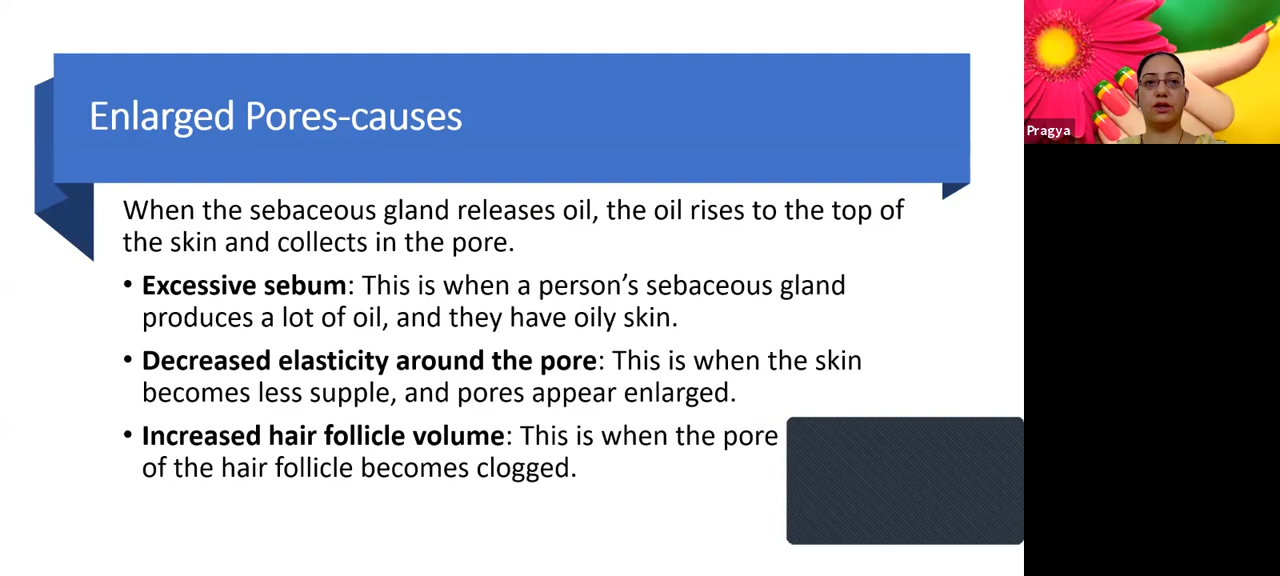 Enlarged Pores-causes
When the sebaceous gland releases oil, the oil rises to the top of
the skin and collects in the pore.
• Excessive sebum: This is when a person’s sebaceous gland
produces a lot of oil, and they have oily skin.
• Decreased elasticity around the pore: This is when the skin
becomes less supple, and pores appear enlarged.
• Increased hair follicle volume: This is when the pore
of the hair follicle becomes clogged.
Pragya